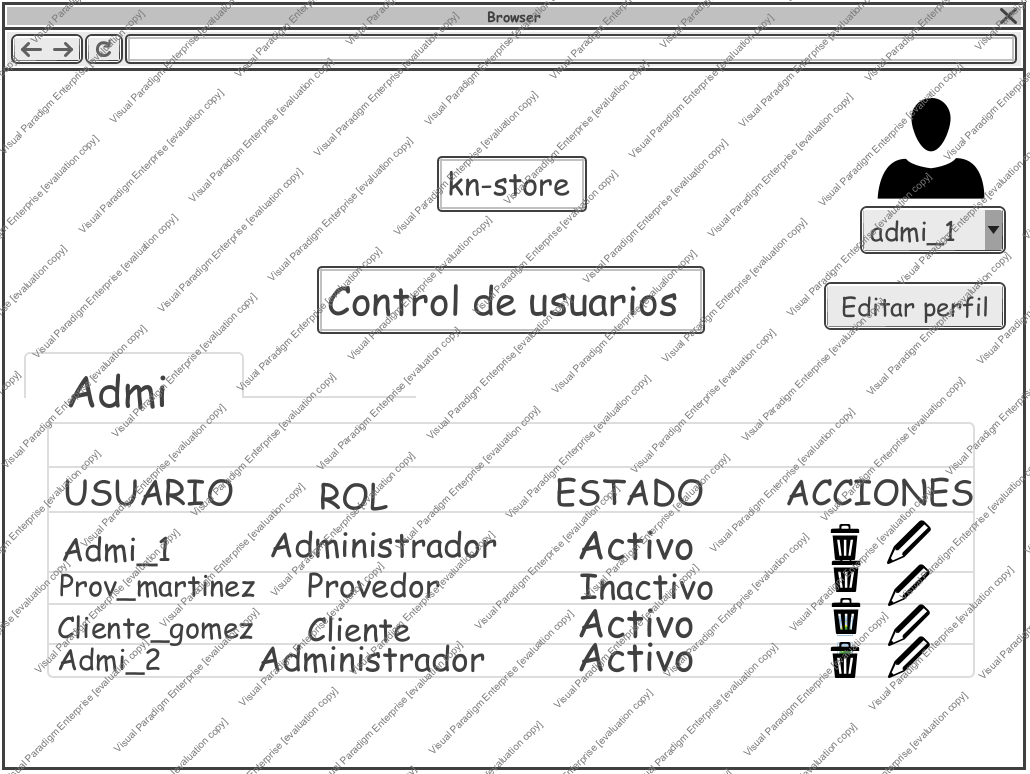 Browser
kn-store
admi_1
Control de usuarios
Editar perfil
Admi
USUARIO ROL ESTADO ACCIONES
Admi_1 Administrador Activo
Prov_martinez Provedor Inactivo
Cliente_gomez Cliente Activo
Admi_2 Administrador Activo
Visual Paradigm Enterprise [evaluation copy]